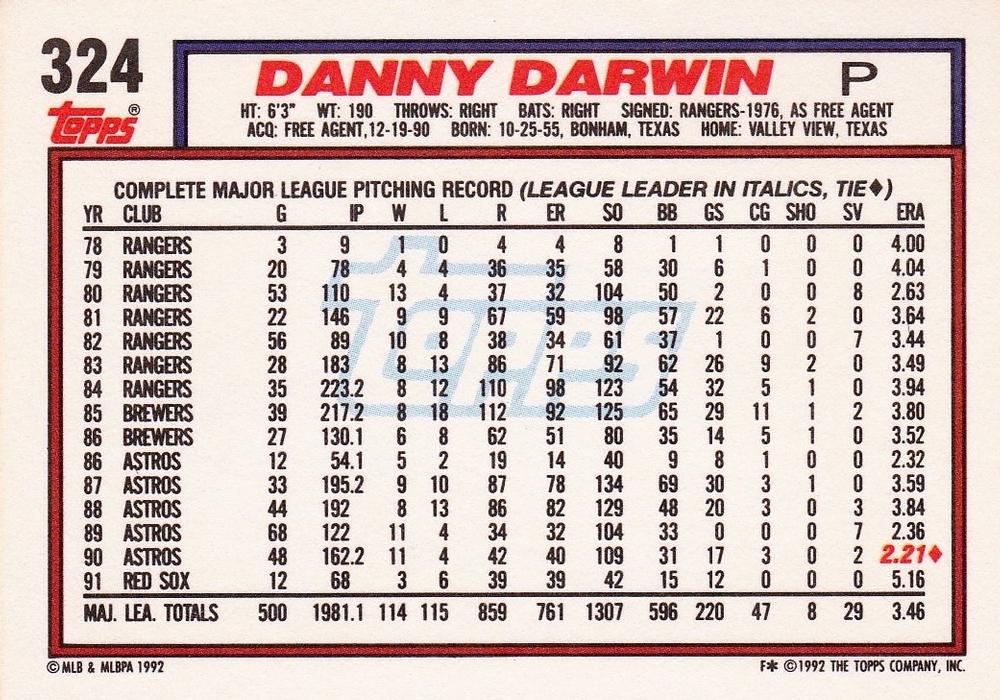 324
DANNY DARWIN P
Topps®
HT: 6'3" WT: 190 THROWS: RIGHT BATS: RIGHT SIGNED: RANGERS-1976, AS FREE AGENT
ACQ: FREE AGENT,12-19-90 BORN: 10-25-55, BONHAM, TEXAS HOME: VALLEY VIEW, TEXAS
COMPLETE MAJOR LEAGUE PITCHING RECORD (LEAGUE LEADER IN ITALICS, TIE♦)
YR CLUB G IP W L R ER SO BB GS CG SHO SV ERA
78 RANGERS 3 9 1 0 4 4 8 1 1 0 0 0 4.00
79 RANGERS 20 78 4 4 36 35 58 30 6 1 0 0 4.04
80 RANGERS 53 110 13 4 37 32 104 50 2 0 0 8 2.63
81 RANGERS 22 146 9 9 67 59 98 57 22 6 2 0 3.64
82 RANGERS 56 89 10 8 38 34 61 37 1 0 0 7 3.44
83 RANGERS 28 183 8 13 86 71 92 62 26 9 2 0 3.49
84 RANGERS 35 223.2 8 12 110 98 123 54 32 5 1 0 3.94
85 BREWERS 39 217.2 8 18 112 92 125 65 29 11 1 2 3.80
86 BREWERS 27 130.1 6 8 62 51 80 35 14 5 1 0 3.52
86 ASTROS 12 54.1 5 2 19 14 40 9 8 1 0 0 2.32
87 ASTROS 33 195.2 9 10 87 78 134 69 30 3 1 0 3.59
88 ASTROS 44 192 8 13 86 82 129 48 20 3 0 3 3.84
89 ASTROS 68 122 11 4 34 32 104 33 0 0 0 7 2.36
90 ASTROS 48 162.2 11 4 42 40 109 31 17 3 0 2 2.21♦
91 RED SOX 12 68 3 6 39 39 42 15 12 0 0 0 5.16
MAJ. LEA. TOTALS 500 1981.1 114 115 859 761 1307 596 220 47 8 29 3.46
Topps
© MLB & MLBPA 1992 F* © 1992 THE TOPPS COMPANY, INC.